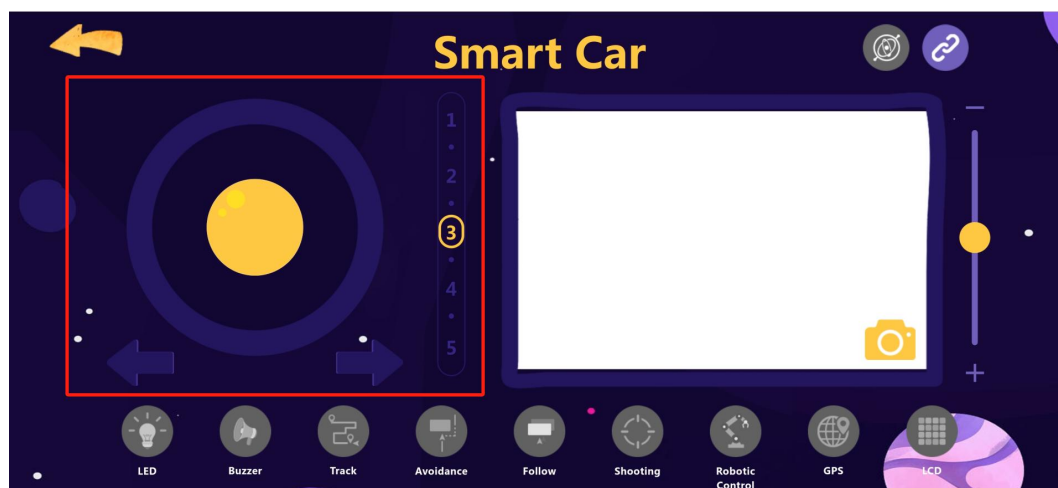 Smart Car
1
2
3
4
5
LED
Buzzer
Track
Avoidance
Follow
Shooting
Robotic
Control
GPS
LCD